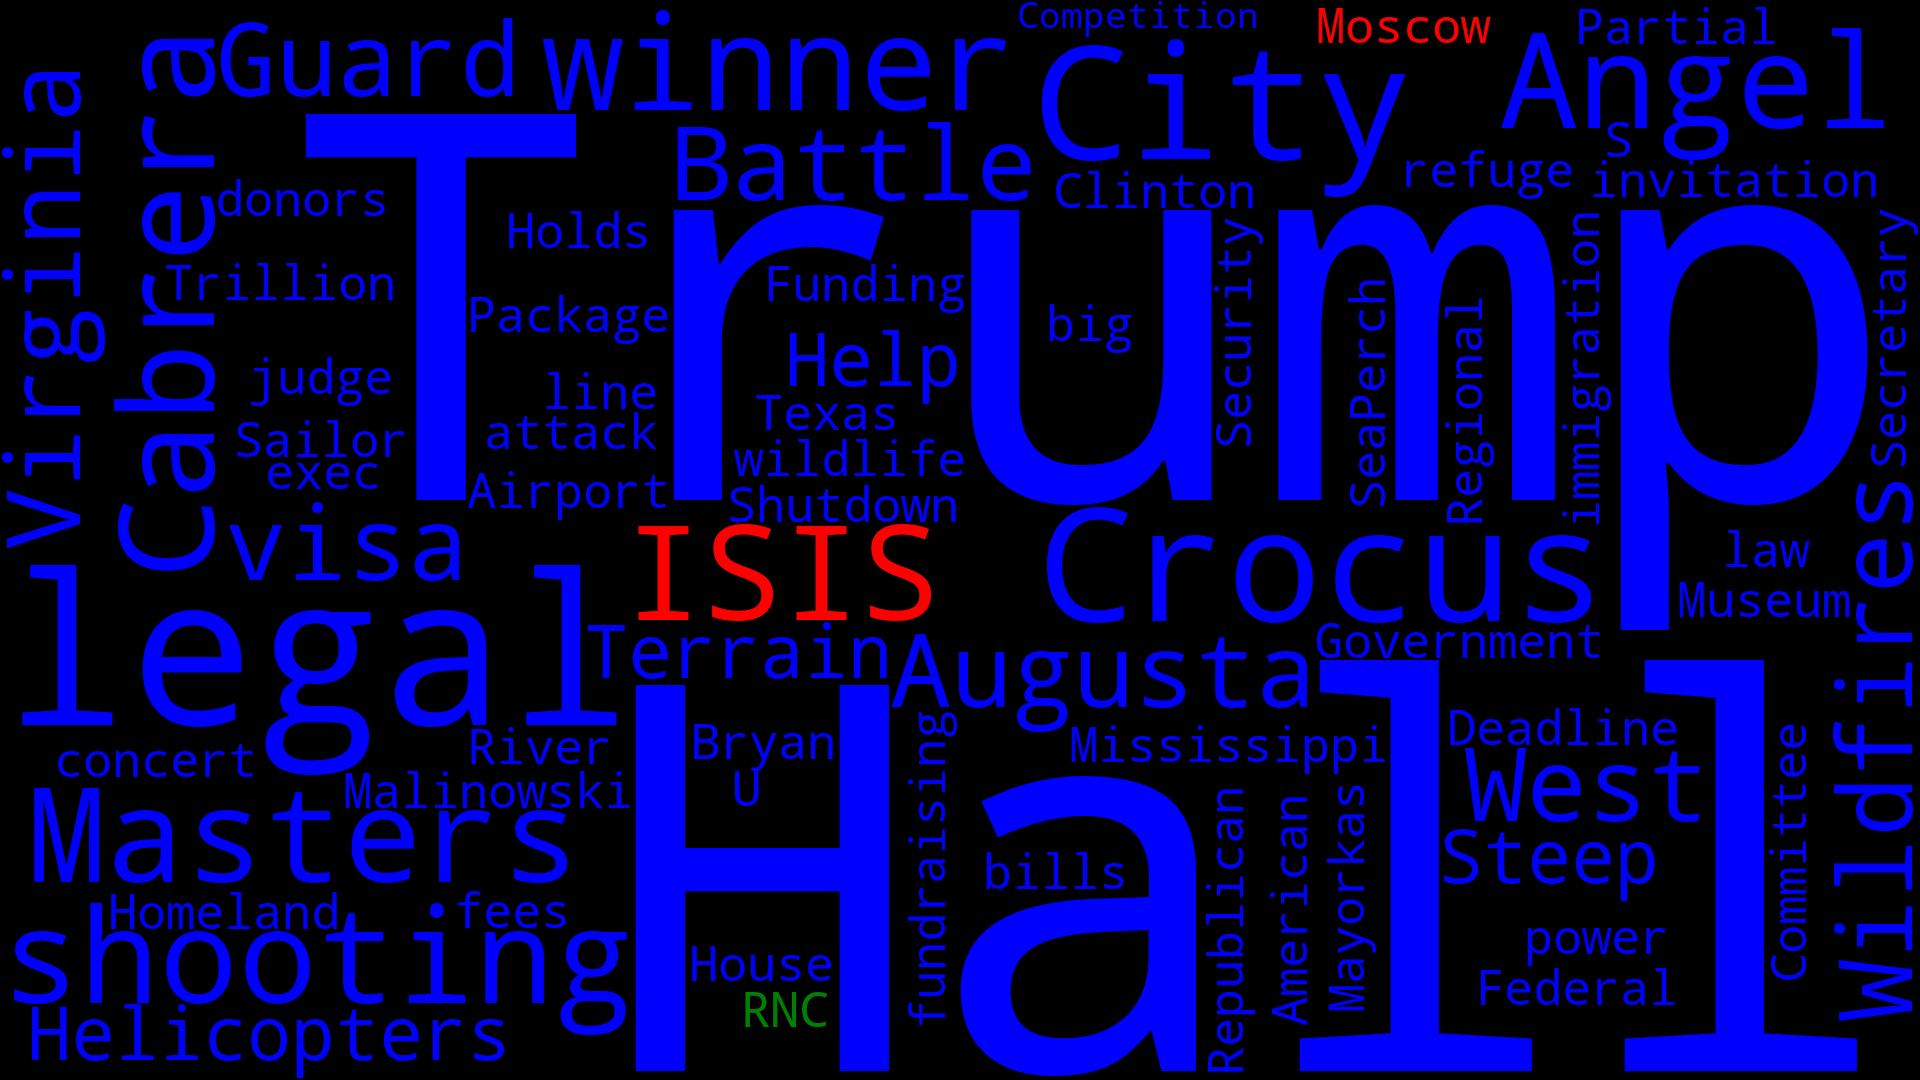 Competition
Moscow
Partial
Guard
winner
City
Angel
Virginia
Cabrera
Battle
S
Clinton
refuge
invitation
donors
Trump
Holds
Trillion
Package
Funding
big
Security
SeaPerch
Regional
immigration
Secretary
judge
Help
line
Texas
Sailor
attack
wildlife
exec
Airport
Shutdown
visa
ISIS
Crocus
law
Museum
legal
Terrain
Augusta
Government
Wildfires
concert
River
Bryan
Mississippi
Deadline
Malinowski
U
Hall
fundraising
West
Masters
bills
Republican
American
Mayorkas
Steep
Committee
Homeland
fees
shooting
House
power
RNC
Federal
Helicopters